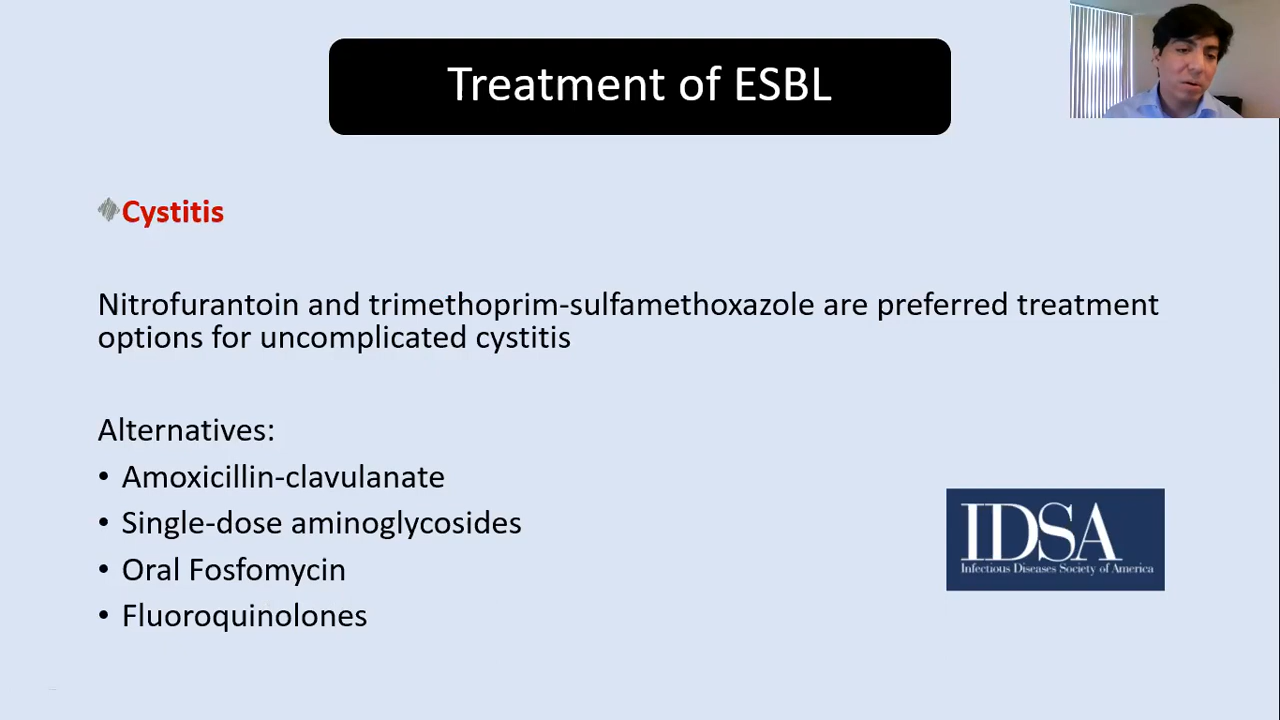 Treatment of ESBL
Cystitis
Nitrofurantoin and trimethoprim-sulfamethoxazole are preferred treatment
options for uncomplicated cystitis
Alternatives:
• Amoxicillin-clavulanate
• Single-dose aminoglycosides
• Oral Fosfomycin
• Fluoroquinolones
IDSA
Infectious Diseases Society of America